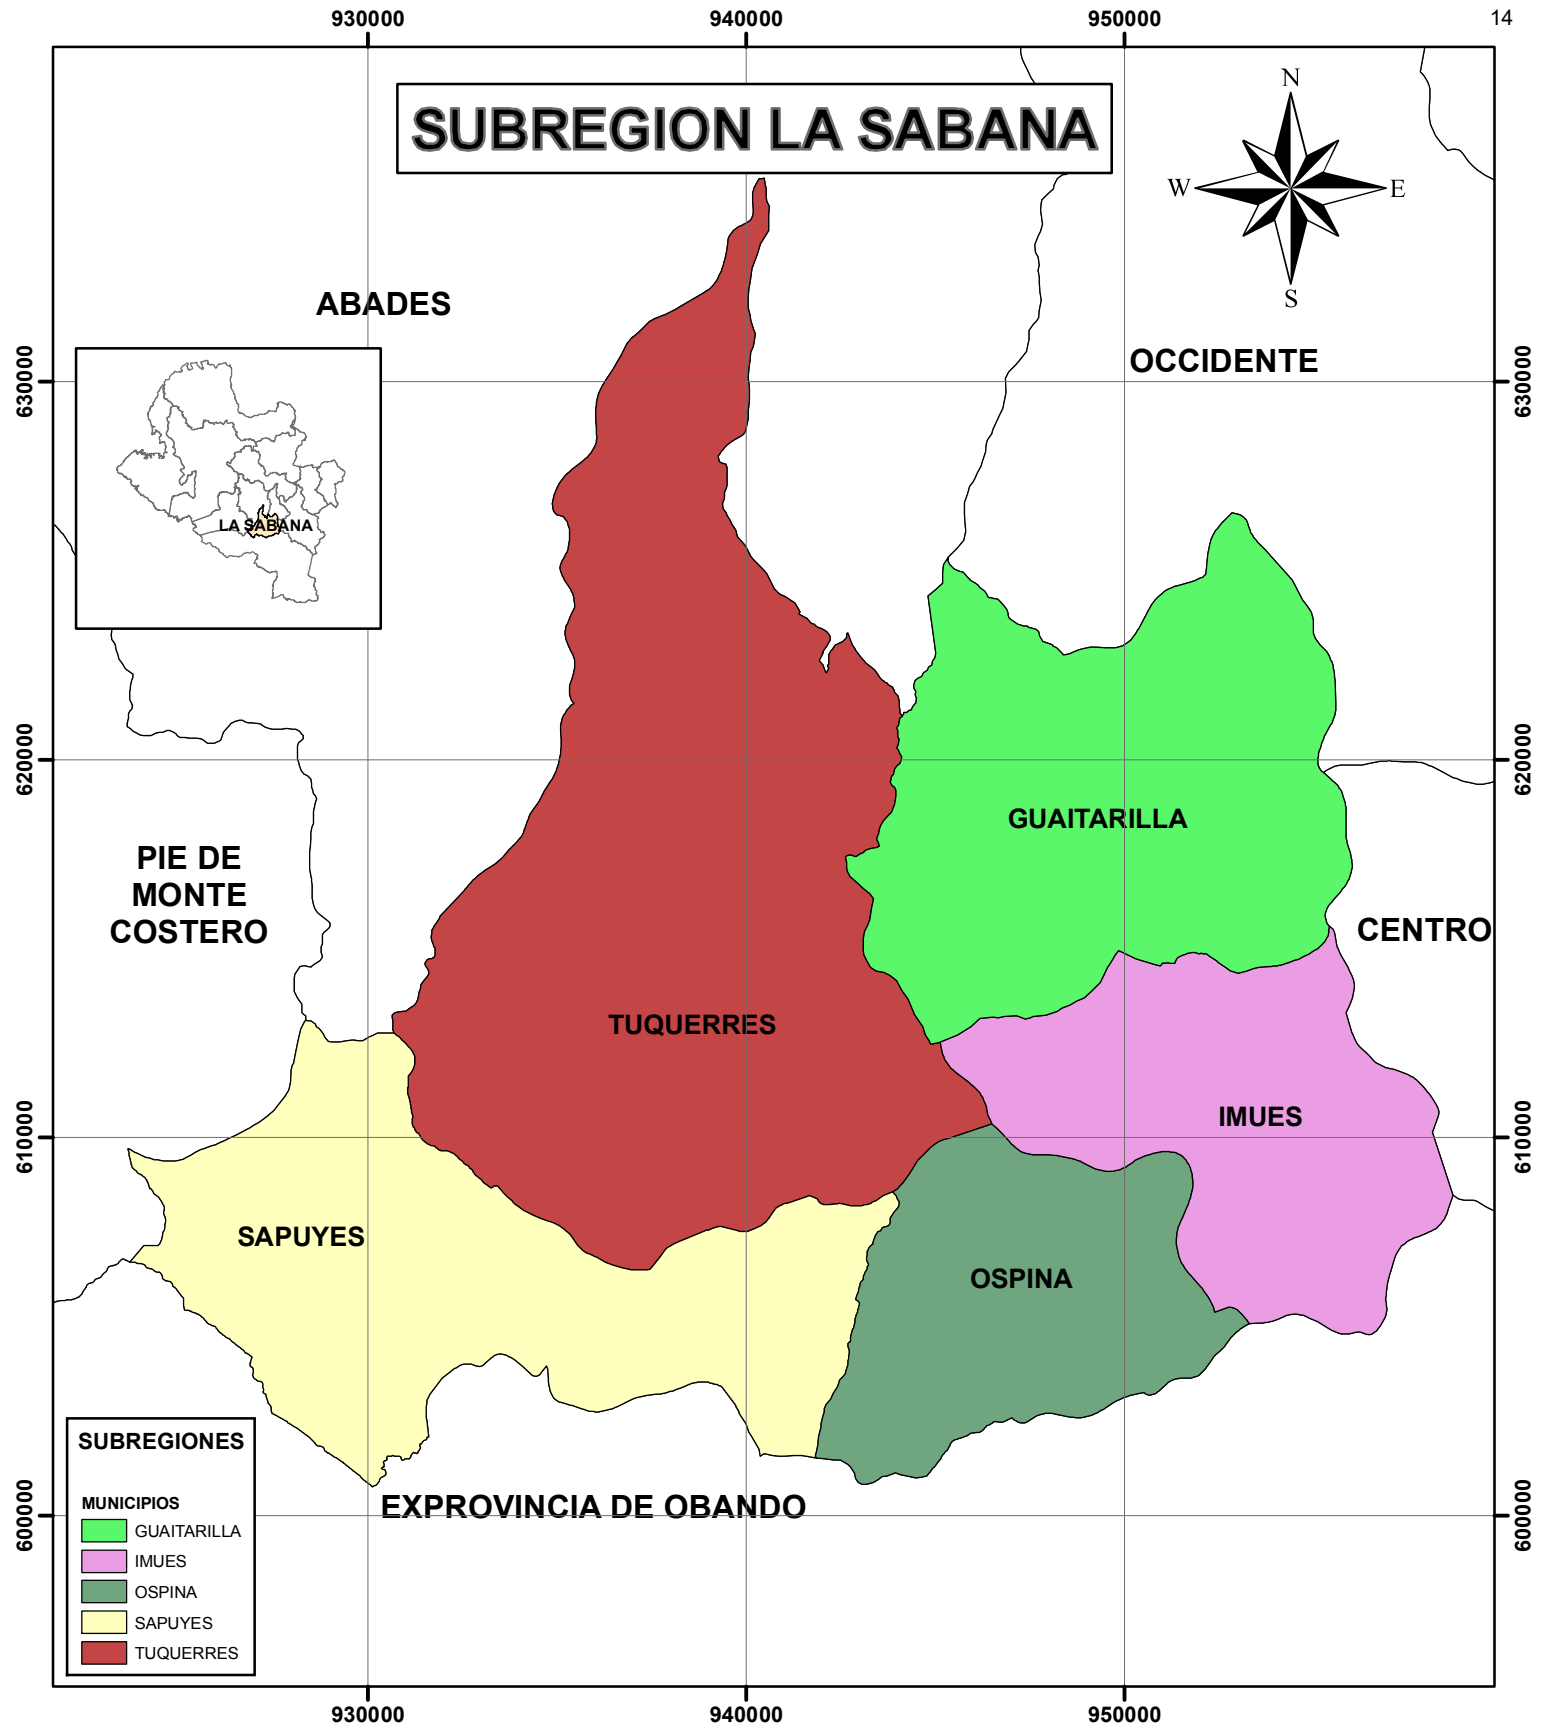 930000
940000
950000
14
SUBREGION LA SABANA
N
W
E
S
ABADES
OCCIDENTE
630000
630000
LA SABANA
620000
620000
GUAITARILLA
PIE DE
MONTE
COSTERO
CENTRO
TUQUERRES
IMUES
610000
610000
SAPUYES
OSPINA
SUBREGIONES
EXPROVINCIA DE OBANDO
600000
600000
MUNICIPIOS
GUAITARILLA
IMUES
OSPINA
SAPUYES
TUQUERRES
930000
940000
950000